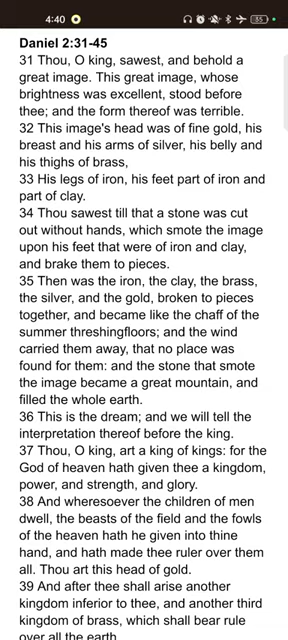 4:40
35
Daniel 2:31-45
31 Thou, O king, sawest, and behold a
great image. This great image, whose
brightness was excellent, stood before
thee; and the form thereof was terrible.
32 This image's head was of fine gold, his
breast and his arms of silver, his belly and
his thighs of brass,
33 His legs of iron, his feet part of iron and
part of clay.
34 Thou sawest till that a stone was cut
out without hands, which smote the image
upon his feet that were of iron and clay,
and brake them to pieces.
35 Then was the iron, the clay, the brass,
the silver, and the gold, broken to pieces
together, and became like the chaff of the
summer threshingfloors; and the wind
carried them away, that no place was
found for them: and the stone that smote
the image became a great mountain, and
filled the whole earth.
36 This is the dream; and we will tell the
interpretation thereof before the king.
37 Thou, O king, art a king of kings: for the
God of heaven hath given thee a kingdom,
power, and strength, and glory.
38 And wheresoever the children of men
dwell, the beasts of the field and the fowls
of the heaven hath he given into thine
hand, and hath made thee ruler over them
all. Thou art this head of gold.
39 And after thee shall arise another
kingdom inferior to thee, and another third
kingdom of brass, which shall bear rule
over all the earth.